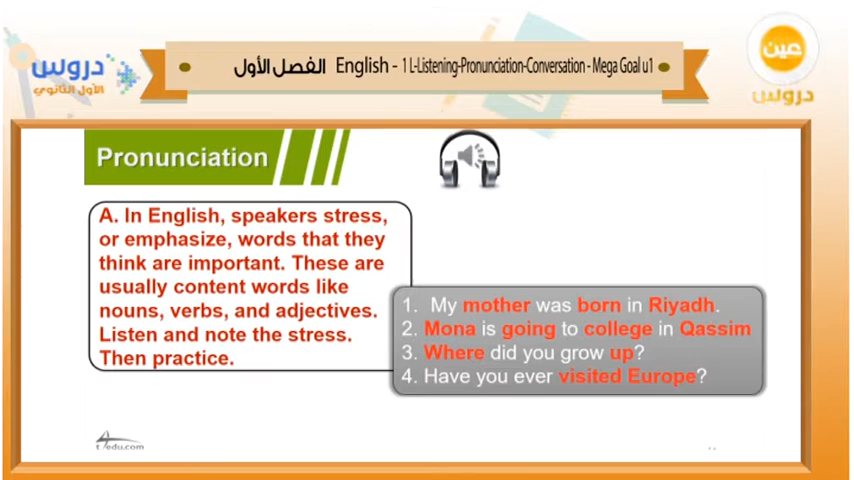 دروس
الأول الثانوي
الفصل الأول English - 1 L-Listening-Pronunciation-Conversation - Mega Goal u1
عين
دروس
Pronunciation
A. In English, speakers stress,
or emphasize, words that they
think are important. These are
usually content words like
nouns, verbs, and adjectives.
Listen and note the stress.
Then practice.
1. My mother was born in Riyadh.
2. Mona is going to college in Qassim
3. Where did you grow up?
4. Have you ever visited Europe?